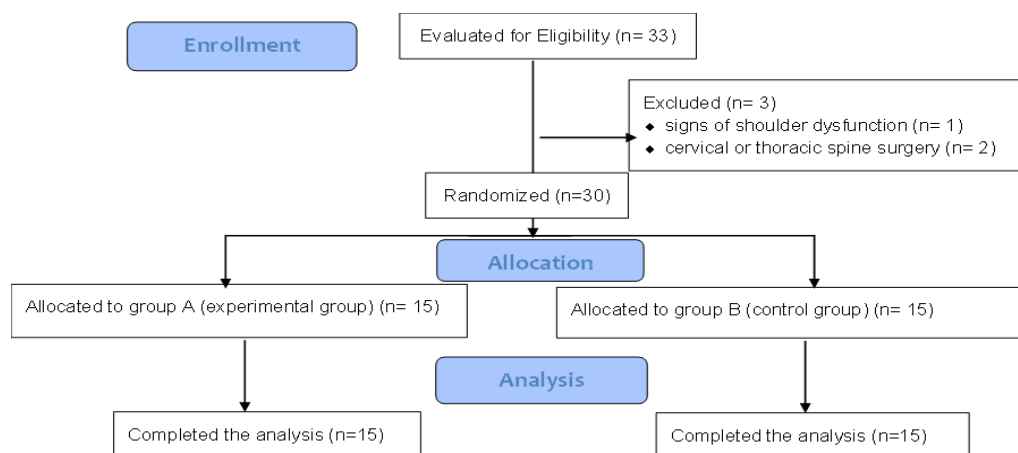 Enrollment
Evaluated for Eligibility (n= 33)
Excluded (n= 3)
◆ signs of shoulder dysfunction (n= 1)
◆ cervical or thoracic spine surgery (n= 2)
Randomized (n=30)
Allocation
Allocated to group A (experimental group) (n= 15)
Allocated to group B (control group) (n= 15)
Analysis
Completed the analysis (n=15)
Completed the analysis (n=15)